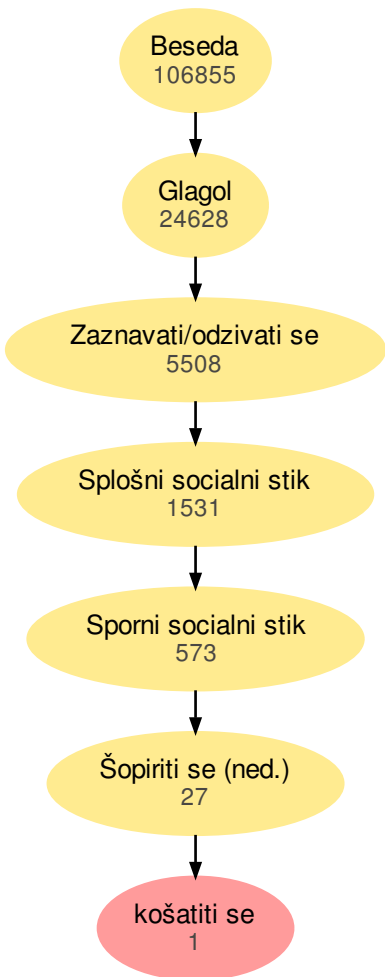 Beseda
106855
Glagol
24628
Zaznavati/odzivati se
5508
Splošni socialni stik
1531
Sporni socialni stik
573
Šopiriti se (ned.)
27
košatiti se
1